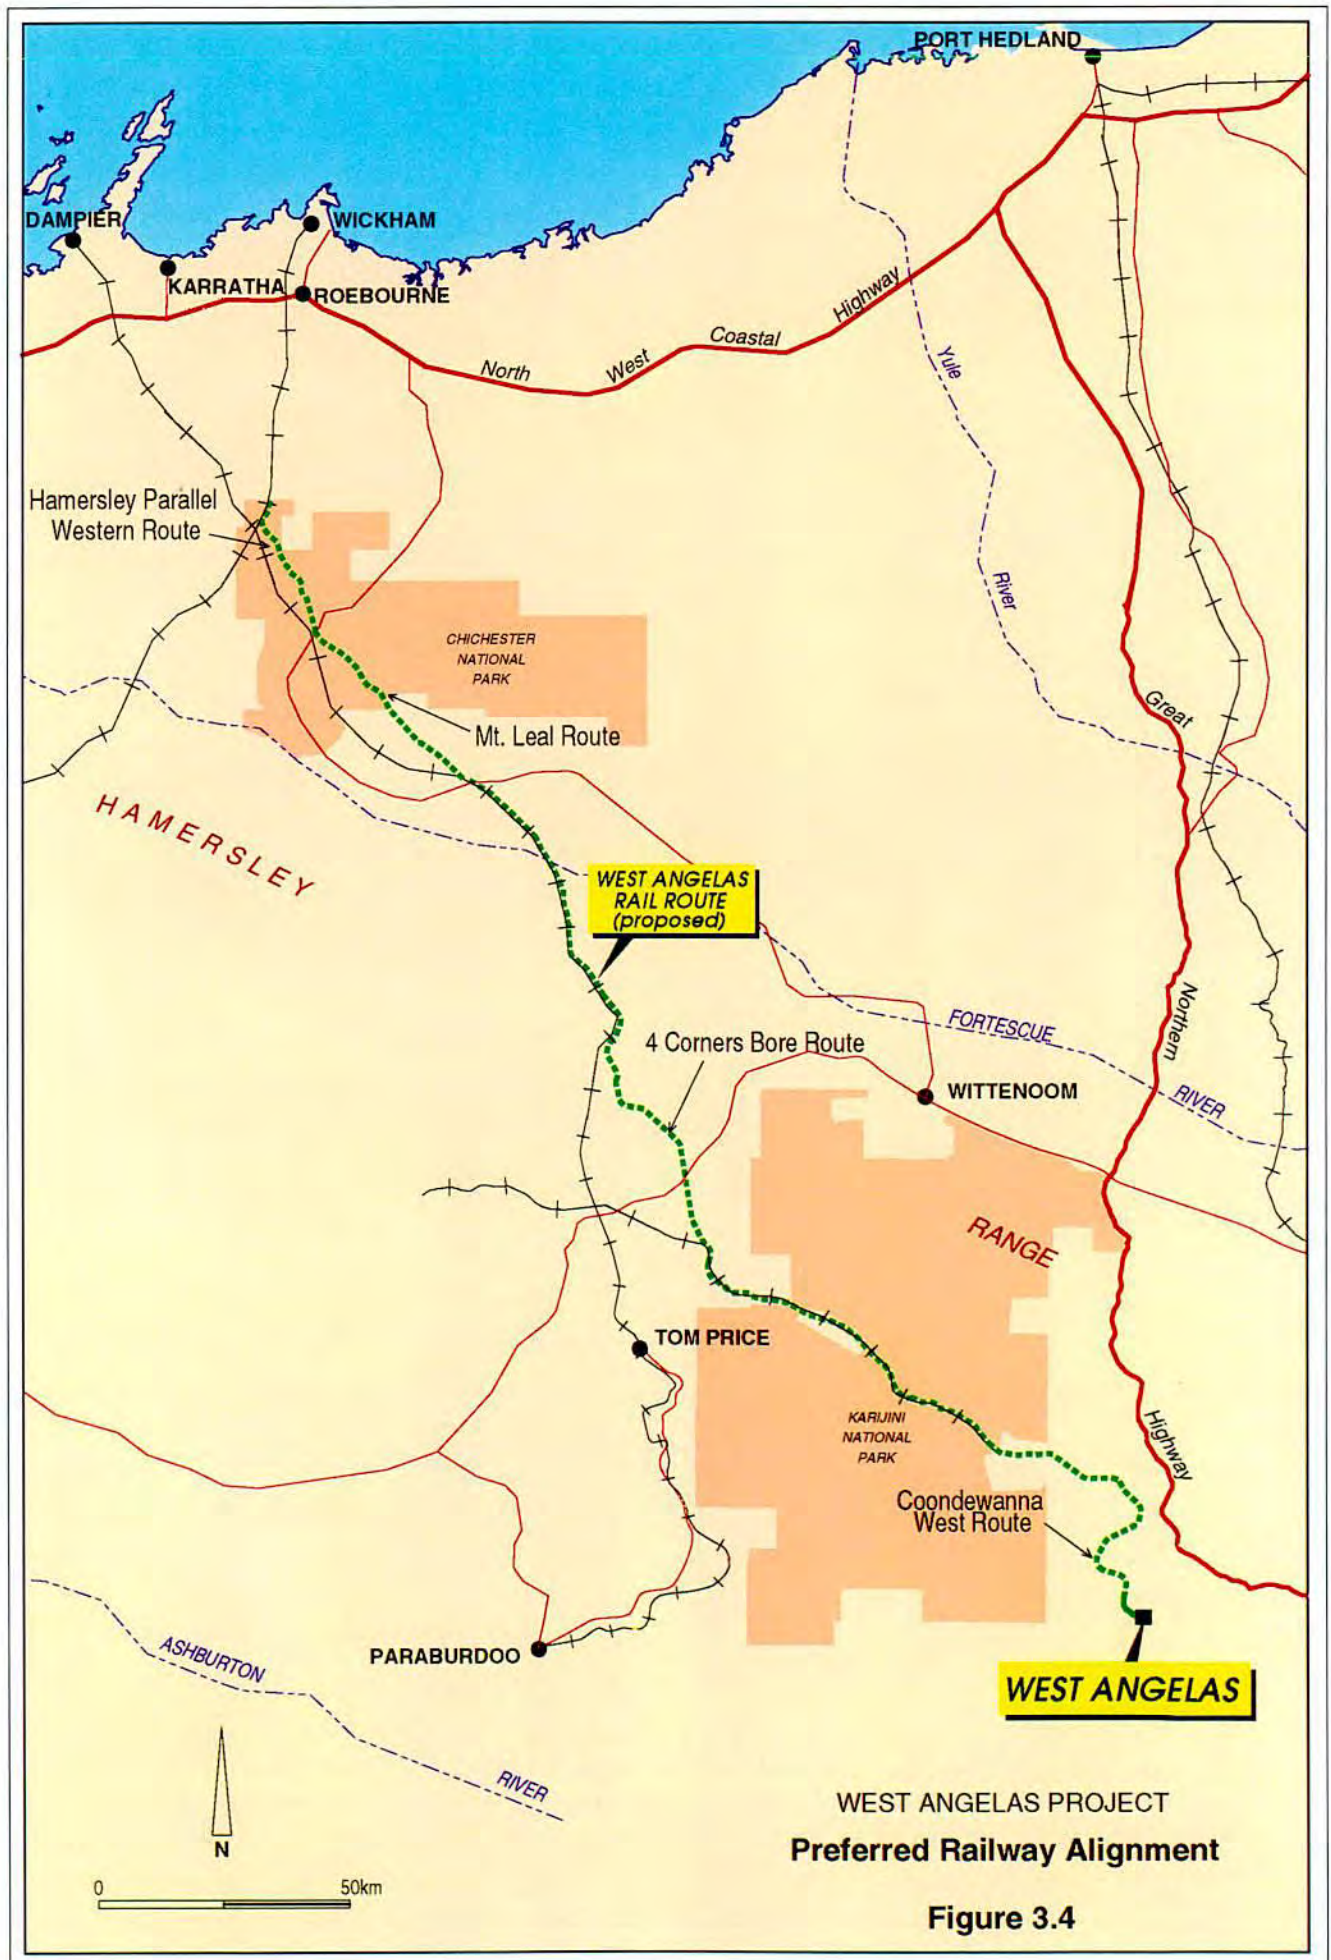 PORT HEDLAND
DAMPIER
WICKHAM
KARRATHA
ROEBOURNE
North
West
Coastal
Highway
Yule
River
Hamersley Parallel
Western Route
CHICHESTER
NATIONAL
PARK
Great
Mt. Leal Route
HAMERSLEY
WEST ANGELAS
RAIL ROUTE
(proposed)
Northern
FORTESCUE
4 Corners Bore Route
WITTENOOM
RIVER
RANGE
TOM PRICE
KARIJINI
NATIONAL
PARK
Highway
Coondewanna
West Route
PARABURDOO
ASHBURTON
RIVER
WEST ANGELAS
N
0 50km
WEST ANGELAS PROJECT
Preferred Railway Alignment
Figure 3.4